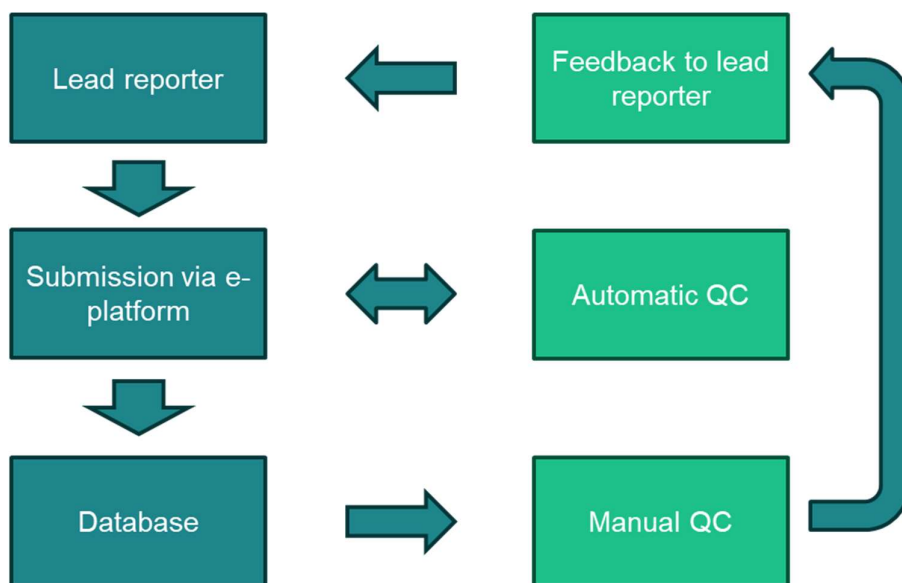 Lead reporter
Feedback to lead
reporter
Submission via e-
platform
Automatic QC
Database
Manual QC